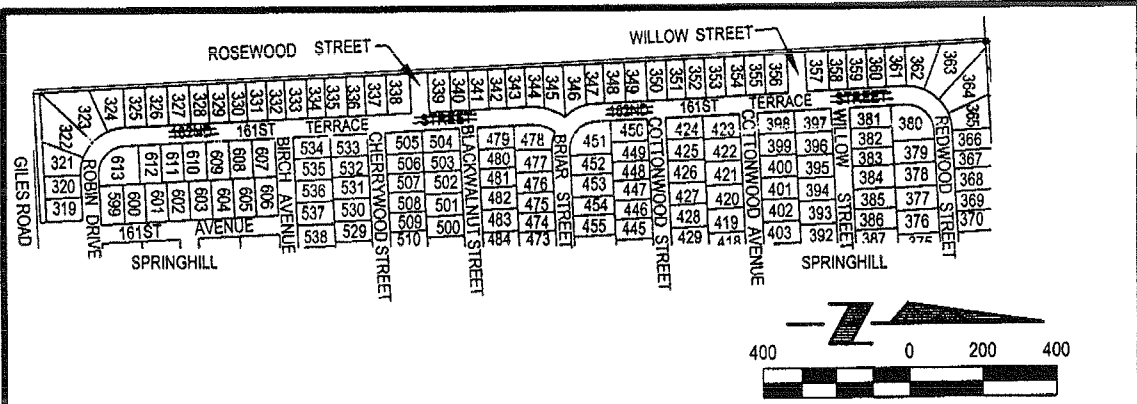 ROSEWOOD STREET
WILLOW STREET
323 324 325 326 327 328 329 330 331 332 333 334 335 336 337 338
339 340 341 342 343 344 345 346 347 348 349 350 351 352 353 354 355 356
357 358 359 360 361 362 363 364 365
322
321
320
319
GILES ROAD
ROBIN DRIVE
162ND 161ST TERRACE STREET
162ND 161ST TERRACE STREET
613 612 611 610 609 608 607
599 600 601 602 603 604 605 606
161ST AVENUE
SPRINGHILL
BIRCH AVENUE
534 533
535 532
536 531
537 530
538 529
CHERRYWOOD STREET
505 504
506 503
507 502
508 501
509 500
510
BLACKWALNUT STREET
479 478
480 477
481 476
482 475
483 474
484 473
BRIAR STREET
451 450
452 449
453 448
454 447
455 446
445
COTTONWOOD STREET
424 423
425 422
426 421
427 420
428 419
429 418
COTTONWOOD AVENUE
398 397
399 396
400 395
401 394
402 393
403 392
WILLOW STREET
381 380
382 379
383 378
384 377
385 376
386 375
387
REDWOOD STREET
366
367
368
369
370
SPRINGHILL
Z
400 0 200 400